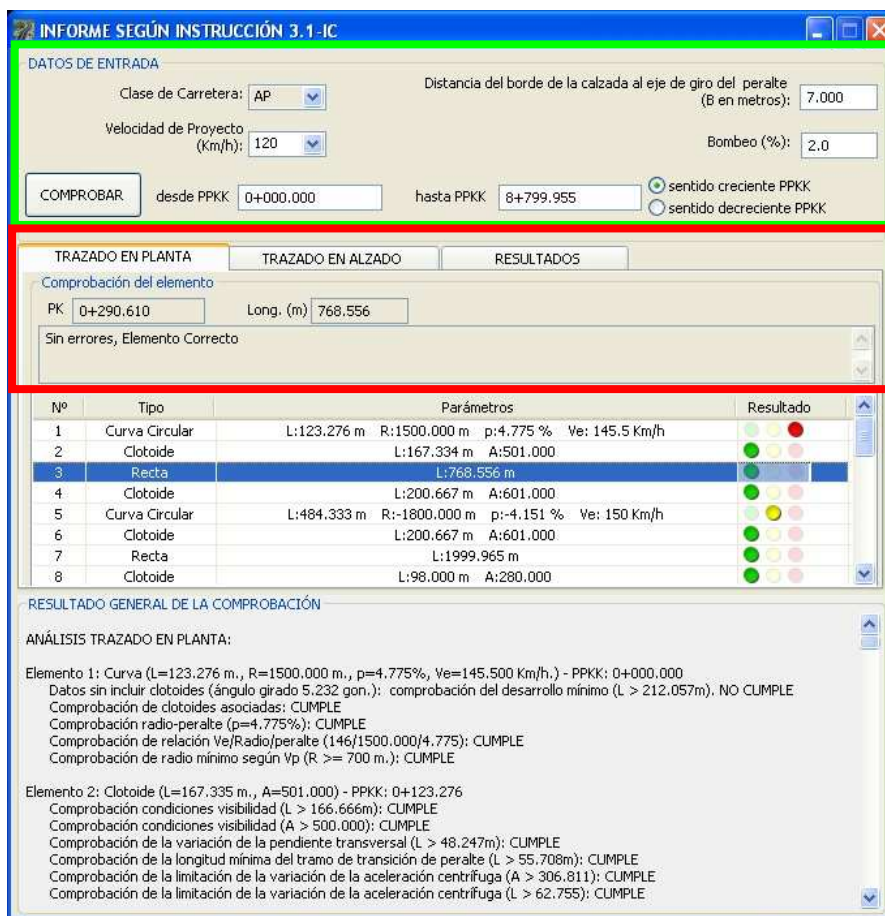 INFORME SEGÚN INSTRUCCIÓN 3.1-IC
DATOS DE ENTRADA
Clase de Carretera: AP
Distancia del borde de la calzada al eje de giro del peralte
(B en metros): 7.000
Velocidad de Proyecto
(Km/h): 120
Bombeo (%): 2.0
COMPROBAR desde PPKK 0+000.000 hasta PPKK 8+799.955
sentido creciente PPKK
sentido decreciente PPKK
TRAZADO EN PLANTA TRAZADO EN ALZADO RESULTADOS
Comprobación del elemento
PK 0+290.610 Long. (m) 768.556
Sin errores, Elemento Correcto
Nº Tipo Parámetros Resultado
1 Curva Circular L:123.276 m R:1500.000 m p:4.775 % Ve: 145.5 Km/h
2 Clotoide L:167.334 m A:501.000
3 Recta L:768.556 m
4 Clotoide L:200.667 m A:601.000
5 Curva Circular L:484.333 m R:-1800.000 m p:-4.151 % Ve: 150 Km/h
6 Clotoide L:200.667 m A:601.000
7 Recta L:1999.965 m
8 Clotoide L:98.000 m A:280.000
RESULTADO GENERAL DE LA COMPROBACIÓN
ANÁLISIS TRAZADO EN PLANTA:
Elemento 1: Curva (L=123.276 m., R=1500.000 m., p=4.775%, Ve=145.500 Km/h.) - PPKK: 0+000.000
Datos sin incluir clotoides (ángulo girado 5.232 gon.): comprobación del desarrollo mínimo (L > 212.057m). NO CUMPLE
Comprobación de clotoides asociadas: CUMPLE
Comprobación radio-peralte (p=4.775%): CUMPLE
Comprobación de relación Ve/Radio/peralte (146/1500.000/4.775): CUMPLE
Comprobación de radio mínimo según Vp (R >= 700 m.): CUMPLE
Elemento 2: Clotoide (L=167.335 m., A=501.000) - PPKK: 0+123.276
Comprobación condiciones visibilidad (L > 166.666m): CUMPLE
Comprobación condiciones visibilidad (A > 500.000): CUMPLE
Comprobación de la variación de la pendiente transversal (L > 48.247m): CUMPLE
Comprobación de la longitud mínima del tramo de transición de peralte (L > 55.708m): CUMPLE
Comprobación de la limitación de la variación de la aceleración centrífuga (A > 306.811): CUMPLE
Comprobación de la limitación de la variación de la aceleración centrífuga (L > 62.755): CUMPLE